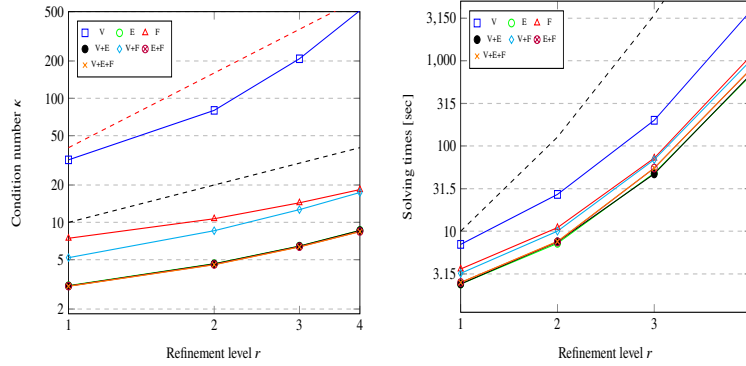 500
200
100
50
20
10
5
2
1
2
3
4
Condition number κ
Refinement level r
V
E
F
V+E
V+F
E+F
V+E+F
3,150
1,000
315
100
31.5
10
3.15
1
2
3
Solving times [sec]
Refinement level r
V
E
F
V+E
V+F
E+F
V+E+F